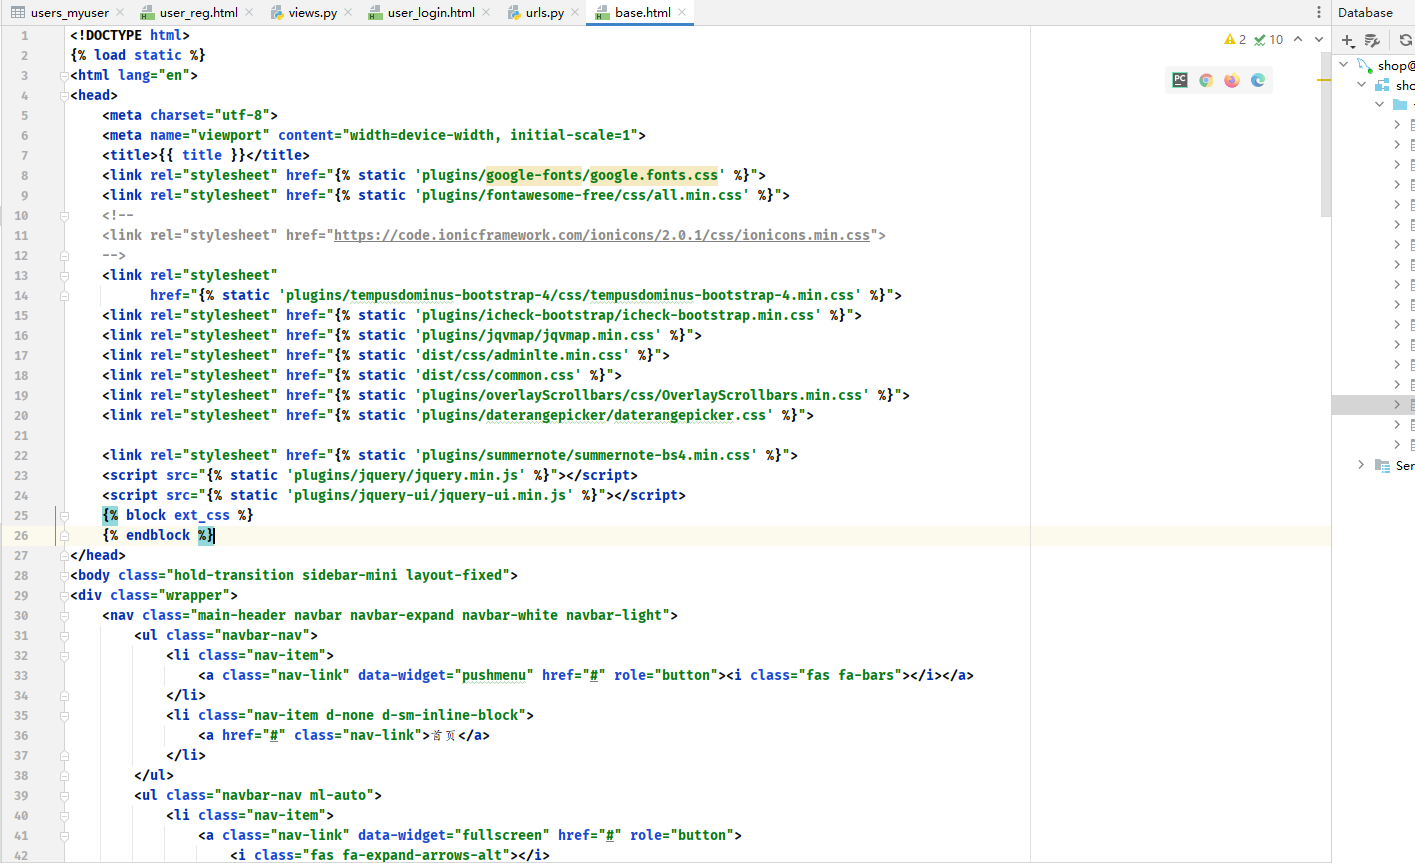 users_myuser
user_reg.html
views.py
user_login.html
urls.py
base.html
Database
2 10
shop@
sho
Ser
1 <!DOCTYPE html>
2 {% load static %}
3 <html lang="en">
4 <head>
5 <meta charset="utf-8">
6 <meta name="viewport" content="width=device-width, initial-scale=1">
7 <title>{{ title }}</title>
8 <link rel="stylesheet" href="{% static 'plugins/google-fonts/google.fonts.css' %}">
9 <link rel="stylesheet" href="{% static 'plugins/fontawesome-free/css/all.min.css' %}">
10 <!--
11 <link rel="stylesheet" href="https://code.ionicframework.com/ionicons/2.0.1/css/ionicons.min.css">
12 -->
13 <link rel="stylesheet"
14 href="{% static 'plugins/tempusdominus-bootstrap-4/css/tempusdominus-bootstrap-4.min.css' %}">
15 <link rel="stylesheet" href="{% static 'plugins/icheck-bootstrap/icheck-bootstrap.min.css' %}">
16 <link rel="stylesheet" href="{% static 'plugins/jqvmap/jqvmap.min.css' %}">
17 <link rel="stylesheet" href="{% static 'dist/css/adminlte.min.css' %}">
18 <link rel="stylesheet" href="{% static 'dist/css/common.css' %}">
19 <link rel="stylesheet" href="{% static 'plugins/overlayScrollbars/css/OverlayScrollbars.min.css' %}">
20 <link rel="stylesheet" href="{% static 'plugins/daterangepicker/daterangepicker.css' %}">
21
22 <link rel="stylesheet" href="{% static 'plugins/summernote/summernote-bs4.min.css' %}">
23 <script src="{% static 'plugins/jquery/jquery.min.js' %}"></script>
24 <script src="{% static 'plugins/jquery-ui/jquery-ui.min.js' %}"></script>
25 {% block ext_css %}
26 {% endblock %}
27 </head>
28 <body class="hold-transition sidebar-mini layout-fixed">
29 <div class="wrapper">
30 <nav class="main-header navbar navbar-expand navbar-white navbar-light">
31 <ul class="navbar-nav">
32 <li class="nav-item">
33 <a class="nav-link" data-widget="pushmenu" href="#" role="button"><i class="fas fa-bars"></i></a>
34 </li>
35 <li class="nav-item d-none d-sm-inline-block">
36 <a href="#" class="nav-link">首页</a>
37 </li>
38 </ul>
39 <ul class="navbar-nav ml-auto">
40 <li class="nav-item">
41 <a class="nav-link" data-widget="fullscreen" href="#" role="button">
42 <i class="fas fa-expand-arrows-alt"></i>